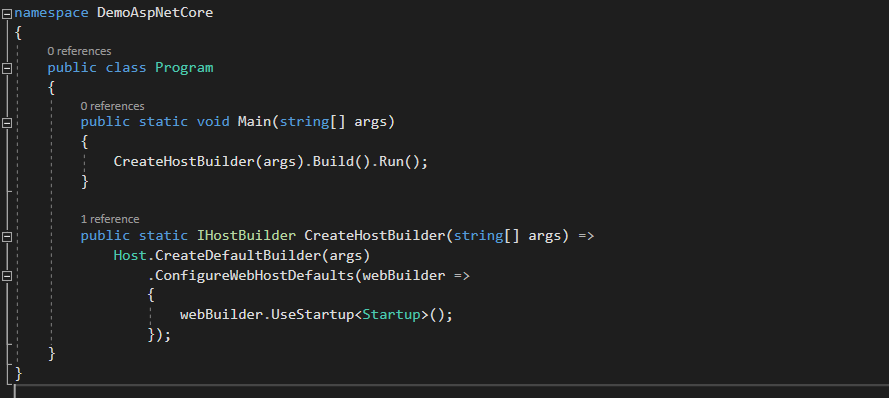 namespace DemoAspNetCore
{
0 references
public class Program
{
0 references
public static void Main(string[] args)
{
CreateHostBuilder(args).Build().Run();
}
1 reference
public static IHostBuilder CreateHostBuilder(string[] args) =>
Host.CreateDefaultBuilder(args)
.ConfigureWebHostDefaults(webBuilder =>
{
webBuilder.UseStartup<Startup>();
});
}
}